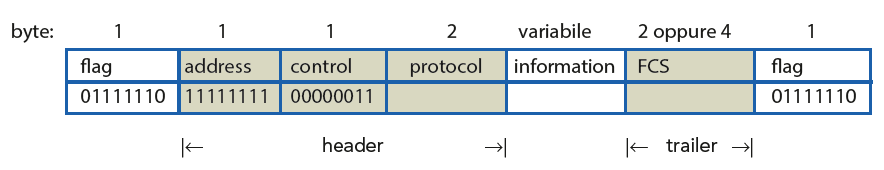 byte: 1 1 1 2 variabile 2 oppure 4 1
flag address control protocol information FCS flag
01111110 11111111 00000011 01111110
header trailer